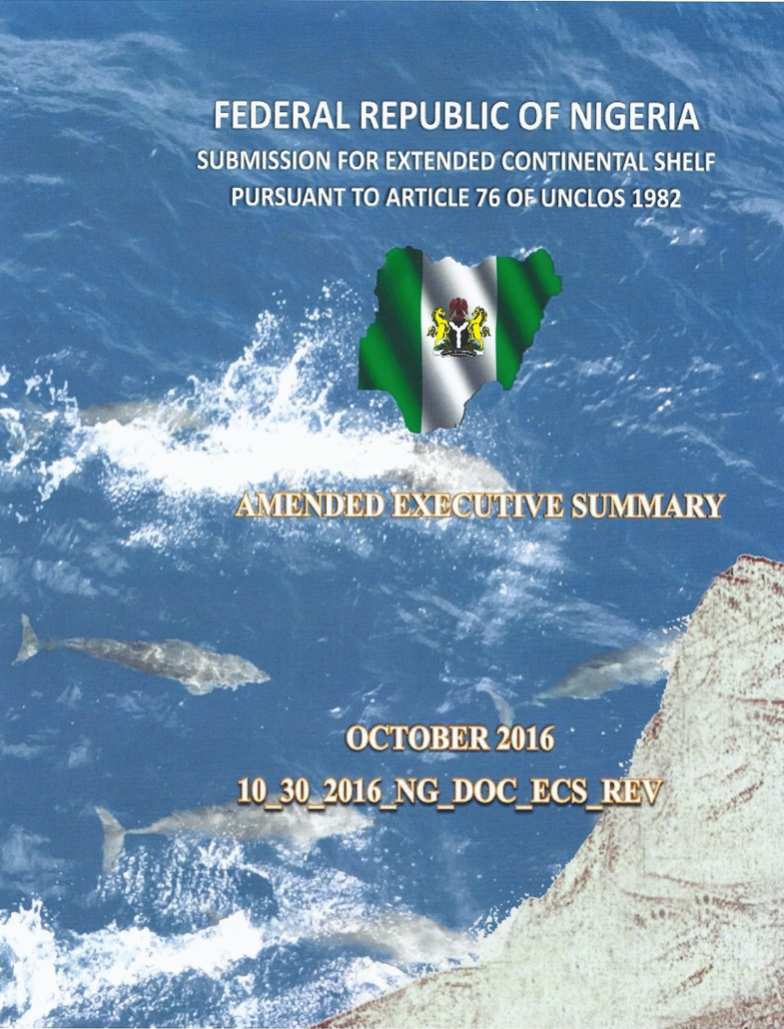 FEDERAL REPUBLIC OF NIGERIA
SUBMISSION FOR EXTENDED CONTINENTAL SHELF
PURSUANT TO ARTICLE 76 OF UNCLOS 1982
AMENDED EXECUTIVE SUMMARY
OCTOBER 2016
10_30_2016_NG_DOC_ECS_REV